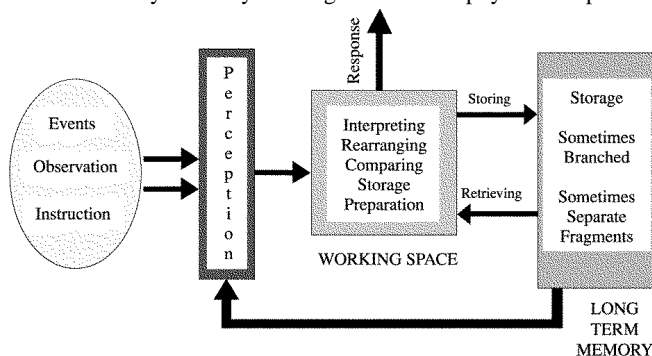 Events
Observation
Instruction
Perception
Response
Interpreting
Rearranging
Comparing
Storage
Preparation
WORKING SPACE
Storing
Retrieving
Storage
Sometimes
Branched
Sometimes
Separate
Fragments
LONG
TERM
MEMORY